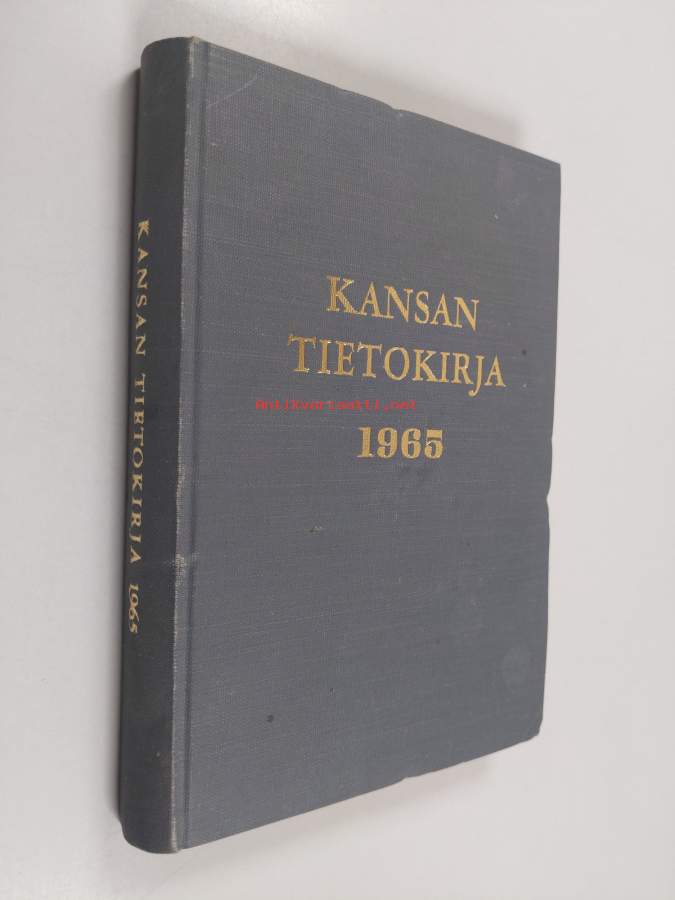 KANSAN TIETOKIRJA 1965
KANSAN
TIETOKIRJA
Antikvariaatti.net
1965